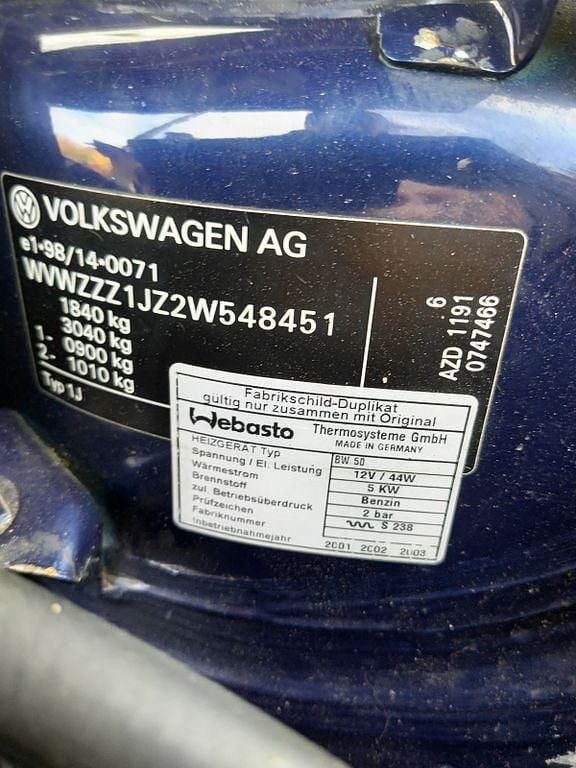 VOLKSWAGEN AG
e1*98/14*0071
WVWZZZ1JZ2W548451
1840 kg
3040 kg
1.- 0900 kg
2.- 1010 kg
Typ 1J
6
AZD 1191
0747466
Fabrikschild-Duplikat
gültig nur zusammen mit Original
Webasto Thermosysteme GmbH
MADE IN GERMANY
HEIZGERÄT Typ BW 50
Spannung / El. Leistung 12V / 44W
Wärmestrom 5 KW
Brennstoff Benzin
zul. Betriebsüberdruck 2 bar
Prüfzeichen S 238
Fabriknummer
Inbetriebnahmejahr 2001 2002 2003